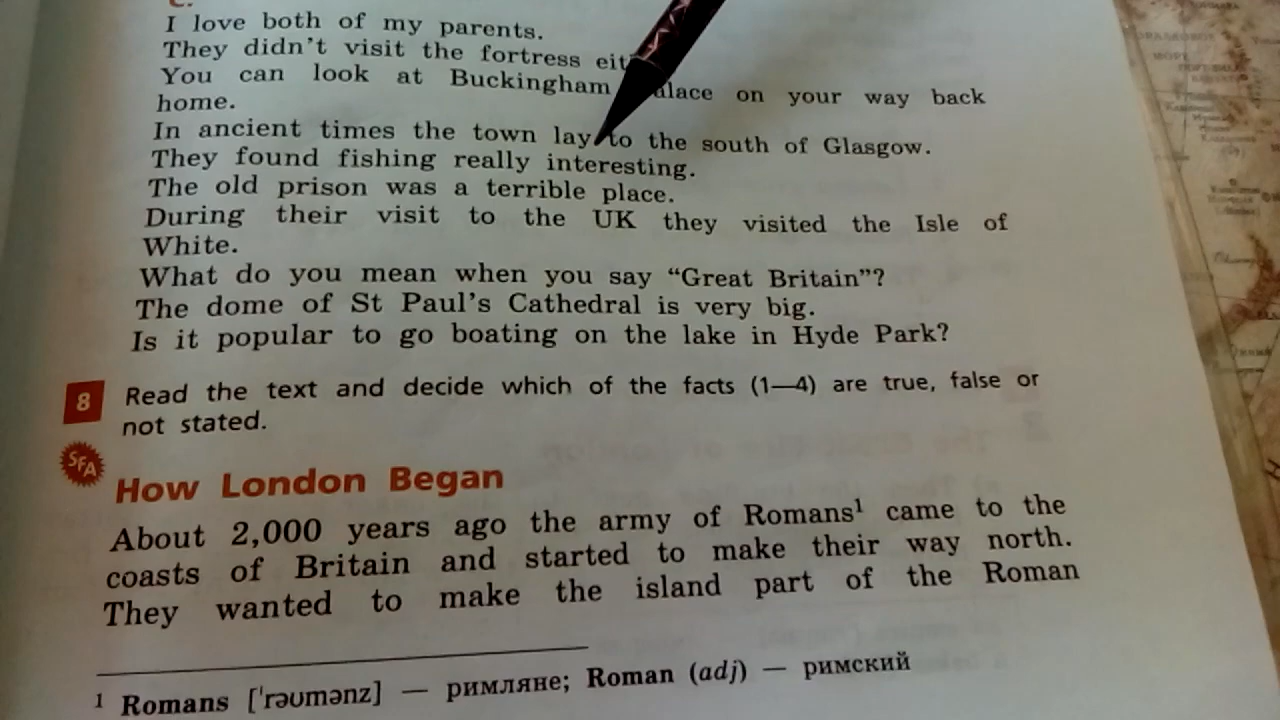 C.
I love both of my parents.
They didn't visit the fortress
You can look at Buckingham on your way back
home.
In ancient times the town lay to the south of Glasgow.
They found fishing really interesting.
The old prison was a terrible place.
During their visit to the UK they visited the Isle of
White.
What do you mean when you say “Great Britain”?
The dome of St Paul's Cathedral is very big.
Is it popular to go boating on the lake in Hyde Park?
8 Read the text and decide which of the facts (1—4) are true, false or
not stated.
SFA
How London Began
About 2,000 years ago the army of Romans¹ came to the
coasts of Britain and started to make their way north.
They wanted to make the island part of the Roman
¹ Romans [ˈrəʊmənz] — римляне; Roman (adj) — римский